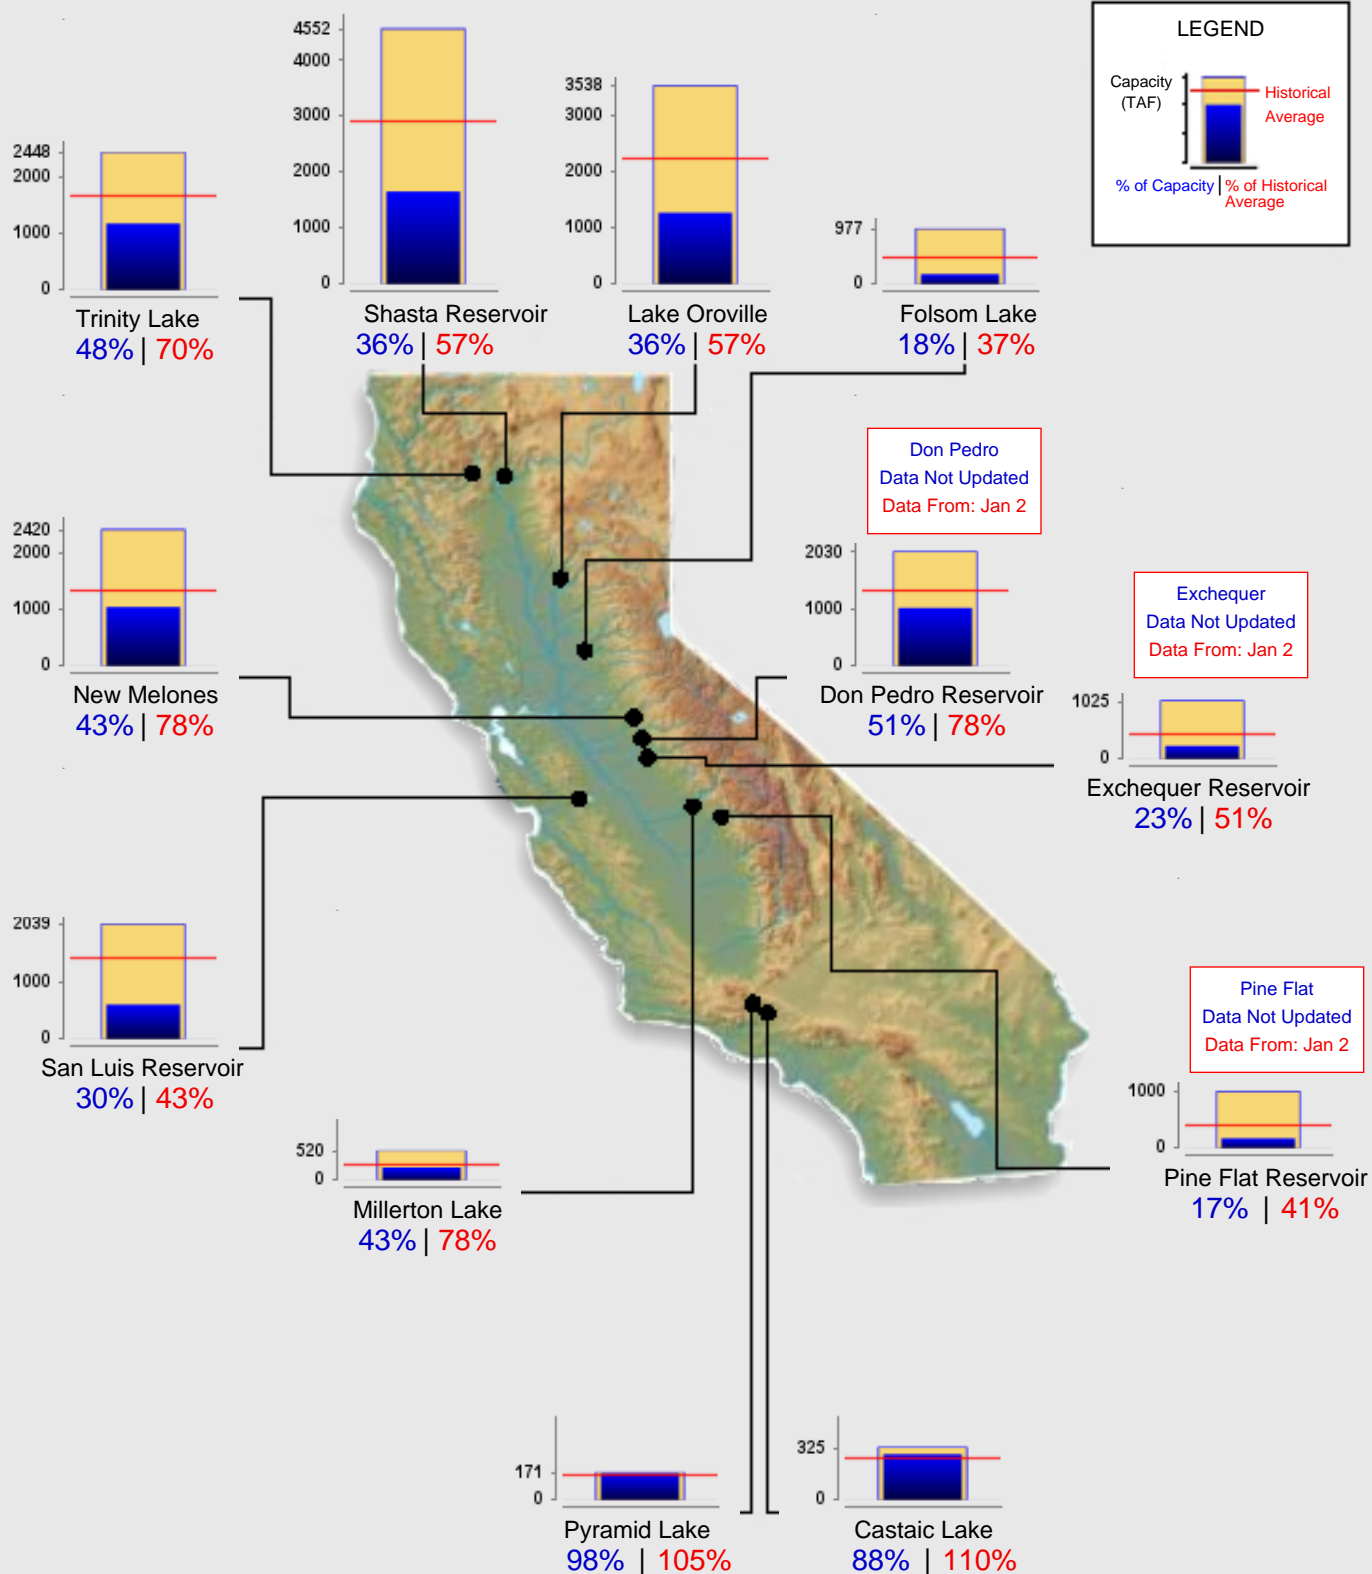 LEGEND
Capacity
(TAF)
Historical
Average
% of Capacity | % of Historical
Average
4552
4000
3000
2000
1000
0
Shasta Reservoir
36% | 57%
3538
3000
2000
1000
0
Lake Oroville
36% | 57%
2448
2000
1000
0
Trinity Lake
48% | 70%
977
0
Folsom Lake
18% | 37%
Don Pedro
Data Not Updated
Data From: Jan 2
2030
1000
0
Don Pedro Reservoir
51% | 78%
2420
2000
1000
0
New Melones
43% | 78%
Exchequer
Data Not Updated
Data From: Jan 2
1025
0
Exchequer Reservoir
23% | 51%
2039
1000
0
San Luis Reservoir
30% | 43%
Pine Flat
Data Not Updated
Data From: Jan 2
1000
0
Pine Flat Reservoir
17% | 41%
520
0
Millerton Lake
43% | 78%
171
0
Pyramid Lake
98% | 105%
325
0
Castaic Lake
88% | 110%